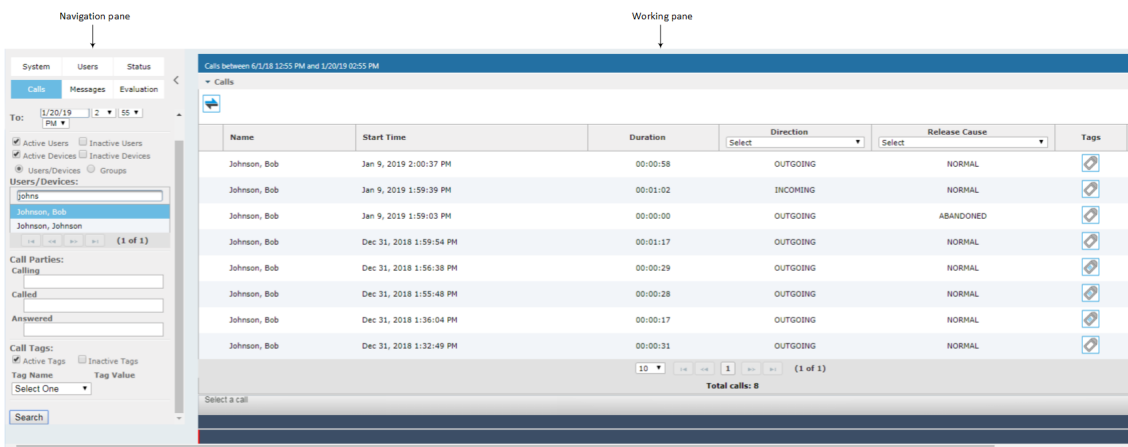 Navigation pane
Working pane
System Users Status
Calls Messages Evaluation
To: 1/20/19 2 55
PM
Active Users Inactive Users
Active Devices Inactive Devices
Users/Devices Groups
Users/Devices:
johns
Johnson, Bob
Johnson, Johnson
(1 of 1)
Call Parties:
Calling
Called
Answered
Call Tags:
Active Tags Inactive Tags
Tag Name Tag Value
Select One
Search
Calls between 6/1/18 12:55 PM and 1/20/19 02:55 PM
Calls
Name Start Time Duration Direction Release Cause Tags
Select Select
Johnson, Bob Jan 9, 2019 2:00:37 PM 00:00:58 OUTGOING NORMAL
Johnson, Bob Jan 9, 2019 1:59:39 PM 00:01:02 INCOMING NORMAL
Johnson, Bob Jan 9, 2019 1:59:03 PM 00:00:00 OUTGOING ABANDONED
Johnson, Bob Dec 31, 2018 1:59:54 PM 00:01:17 OUTGOING NORMAL
Johnson, Bob Dec 31, 2018 1:56:38 PM 00:00:29 OUTGOING NORMAL
Johnson, Bob Dec 31, 2018 1:55:48 PM 00:00:28 OUTGOING NORMAL
Johnson, Bob Dec 31, 2018 1:36:04 PM 00:00:17 OUTGOING NORMAL
Johnson, Bob Dec 31, 2018 1:32:49 PM 00:00:31 OUTGOING NORMAL
10 1 (1 of 1)
Total calls: 8
Select a call